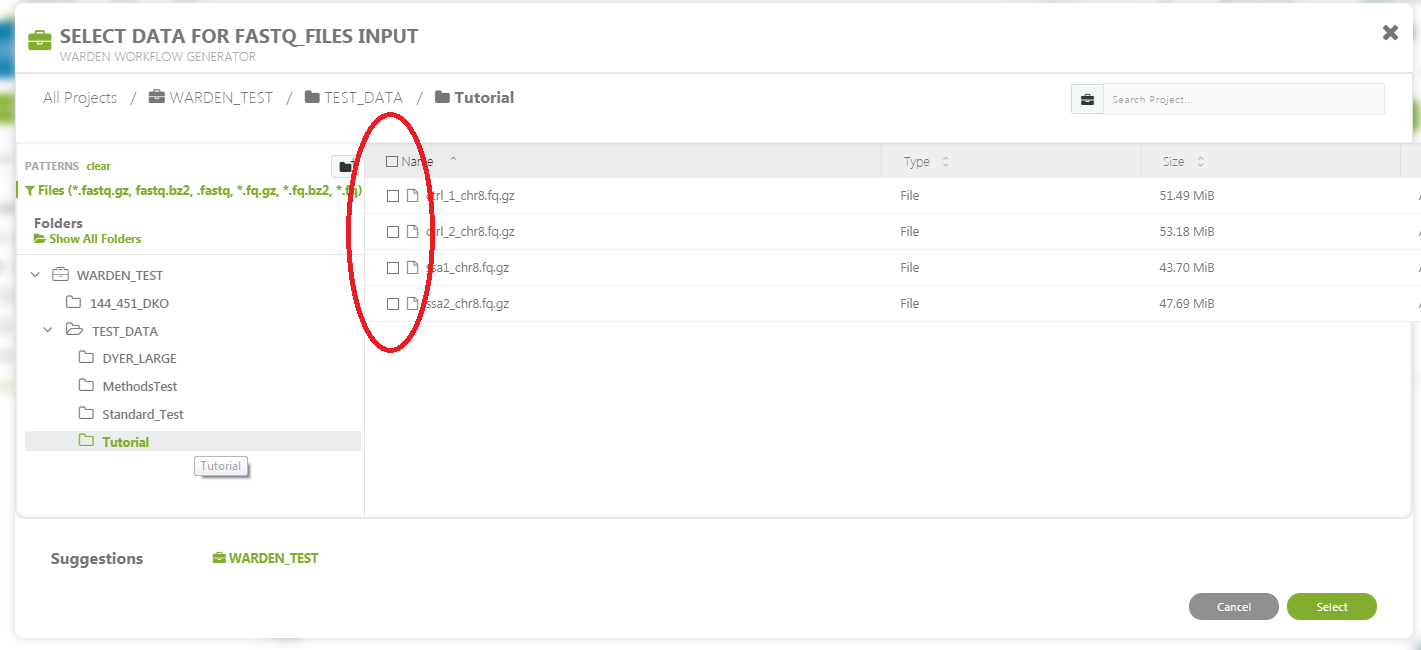 SELECT DATA FOR FASTQ_FILES INPUT
WARDEN WORKFLOW GENERATOR
All Projects / WARDEN_TEST / TEST_DATA / Tutorial
Search Project...
PATTERNS clear
Files (*.fastq.gz, fastq.bz2, .fastq, *.fq.gz, *.fq.bz2, *.fq)
Folders
Show All Folders
WARDEN_TEST
144_451_DKO
TEST_DATA
DYER_LARGE
MethodsTest
Standard_Test
Tutorial
Tutorial
Name Type Size
ctrl_1_chr8.fq.gz File 51.49 MiB
ctrl_2_chr8.fq.gz File 53.18 MiB
ssa1_chr8.fq.gz File 43.70 MiB
ssa2_chr8.fq.gz File 47.69 MiB
Suggestions WARDEN_TEST
Cancel Select